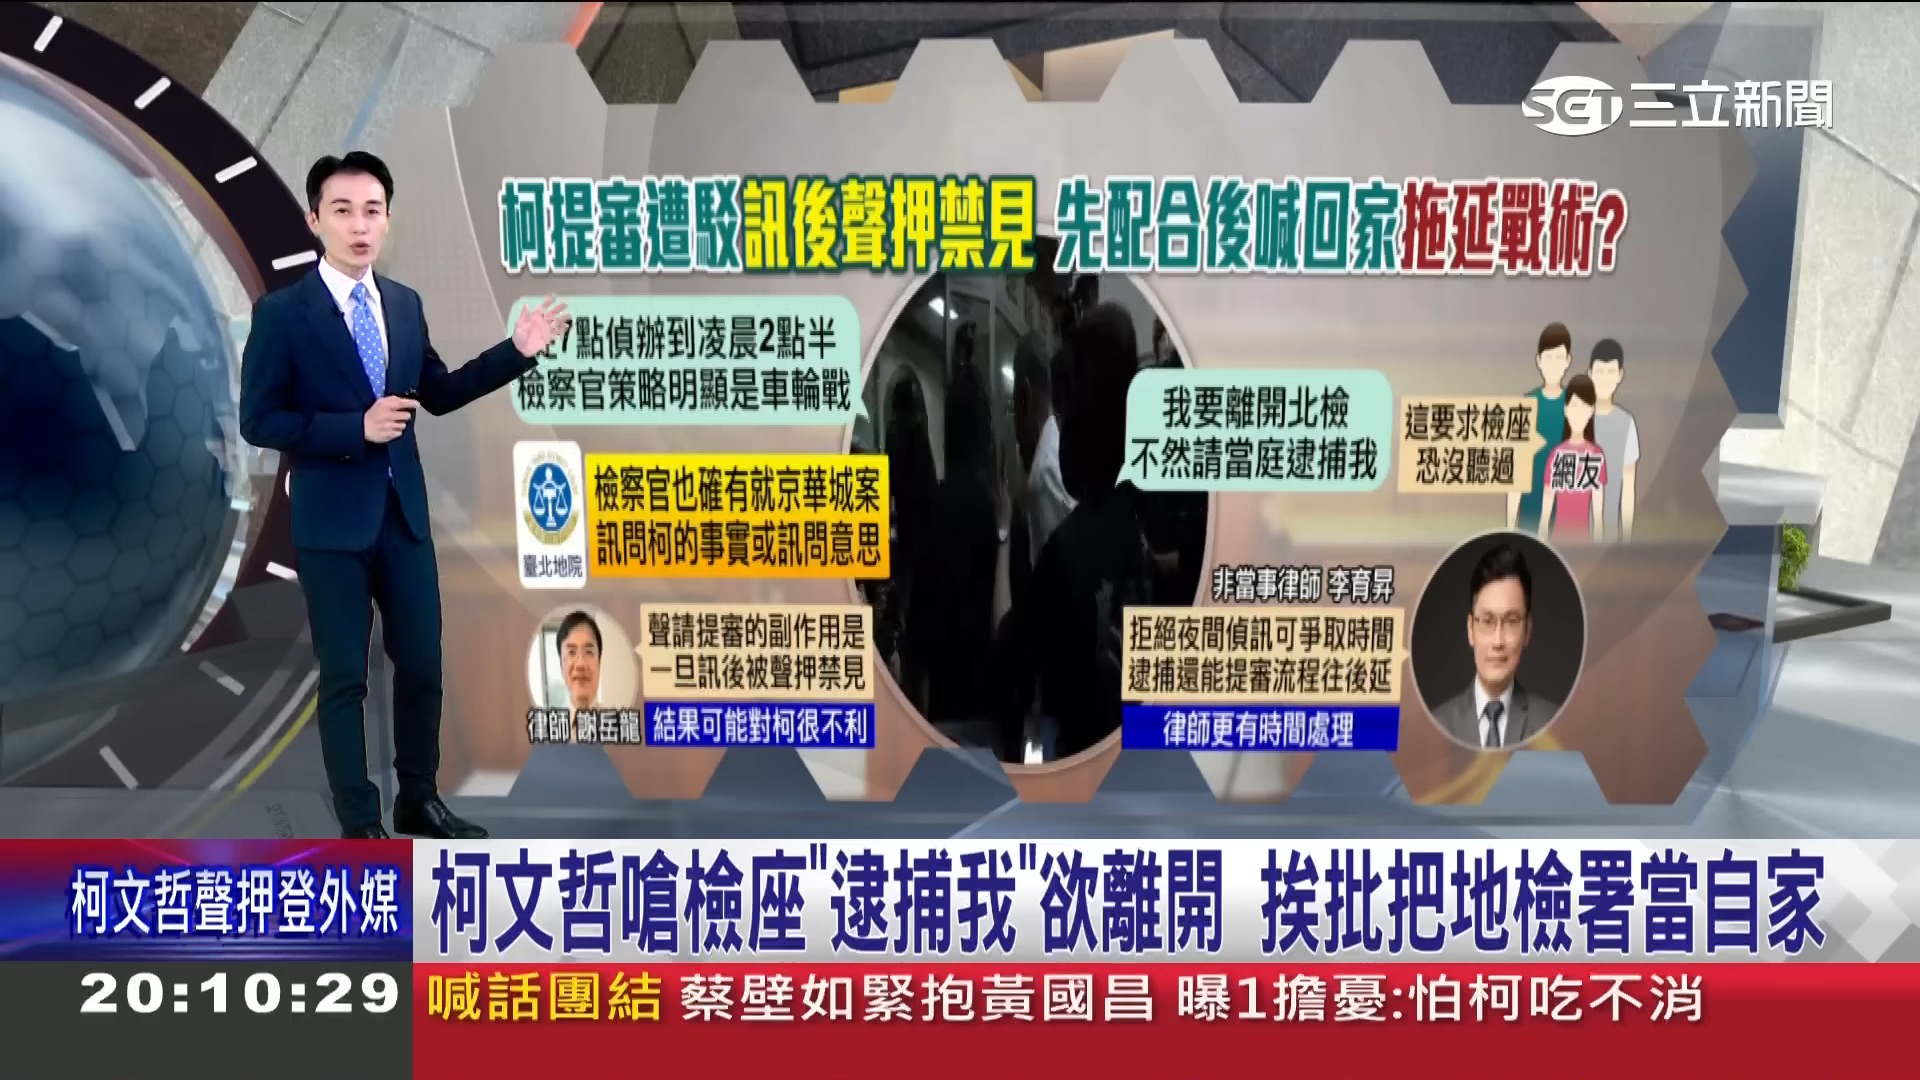 SET三立新聞
柯提審遭駁訊後聲押禁見 先配合後喊回家拖延戰術?
7點偵辦到凌晨2點半
檢察官策略明顯是車輪戰
我要離開北檢
不然請當庭逮捕我
這要求檢座
恐沒聽過
網友
臺北地院
檢察官也確有就京華城案
訊問柯的事實或訊問意思
律師 謝岳龍
聲請提審的副作用是
一旦訊後被聲押禁見
結果可能對柯很不利
非當事律師 李育昇
拒絕夜間偵訊可爭取時間
逮捕還能提審流程往後延
律師更有時間處理
柯文哲聲押登外媒
柯文哲嗆檢座"逮捕我"欲離開 挨批把地檢署當自家
20:10:29
喊話團結 蔡壁如緊抱黃國昌 曝1擔憂:怕柯吃不消